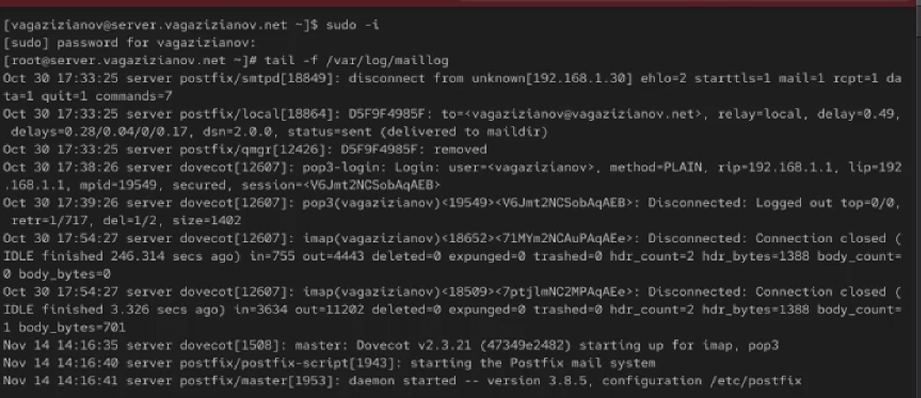 [vagazizianov@server.vagazizianov.net ~]$ sudo -i
[sudo] password for vagazizianov:
[root@server.vagazizianov.net ~]# tail -f /var/log/maillog
Oct 30 17:33:25 server postfix/smtpd[18849]: disconnect from unknown[192.168.1.30] ehlo=2 starttls=1 mail=1 rcpt=1 da
ta=1 quit=1 commands=7
Oct 30 17:33:25 server postfix/local[18864]: D5F9F4985F: to=<vagazizianov@vagazizianov.net>, relay=local, delay=0.49,
 delays=0.28/0.04/0/0.17, dsn=2.0.0, status=sent (delivered to maildir)
Oct 30 17:33:25 server postfix/qmgr[12426]: D5F9F4985F: removed
Oct 30 17:38:26 server dovecot[12607]: pop3-login: Login: user=<vagazizianov>, method=PLAIN, rip=192.168.1.1, lip=192
.168.1.1, mpid=19549, secured, session=<V6Jmt2NCSobAqAEB>
Oct 30 17:39:26 server dovecot[12607]: pop3(vagazizianov)<19549><V6Jmt2NCSobAqAEB>: Disconnected: Logged out top=0/0,
 retr=1/717, del=1/2, size=1402
Oct 30 17:54:27 server dovecot[12607]: imap(vagazizianov)<18652><71MYm2NCAuPAqAEe>: Disconnected: Connection closed (
IDLE finished 246.314 secs ago) in=755 out=4443 deleted=0 expunged=0 trashed=0 hdr_count=2 hdr_bytes=1388 body_count=
0 body_bytes=0
Oct 30 17:54:27 server dovecot[12607]: imap(vagazizianov)<18509><7ptjlmNC2MPAqAEe>: Disconnected: Connection closed (
IDLE finished 3.326 secs ago) in=3634 out=11202 deleted=0 expunged=0 trashed=0 hdr_count=2 hdr_bytes=1388 body_count=
1 body_bytes=701
Nov 14 14:16:35 server dovecot[1508]: master: Dovecot v2.3.21 (47349e2482) starting up for imap, pop3
Nov 14 14:16:40 server postfix/postfix-script[1943]: starting the Postfix mail system
Nov 14 14:16:41 server postfix/master[1953]: daemon started -- version 3.8.5, configuration /etc/postfix